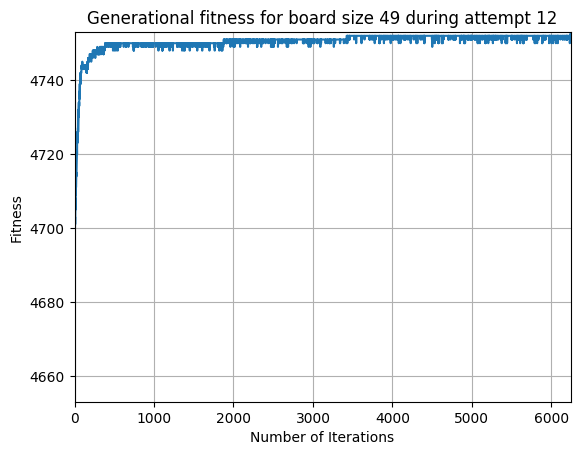 Generational fitness for board size 49 during attempt 12
4740
4720
4700
4680
4660
Fitness
0 1000 2000 3000 4000 5000 6000
Number of Iterations